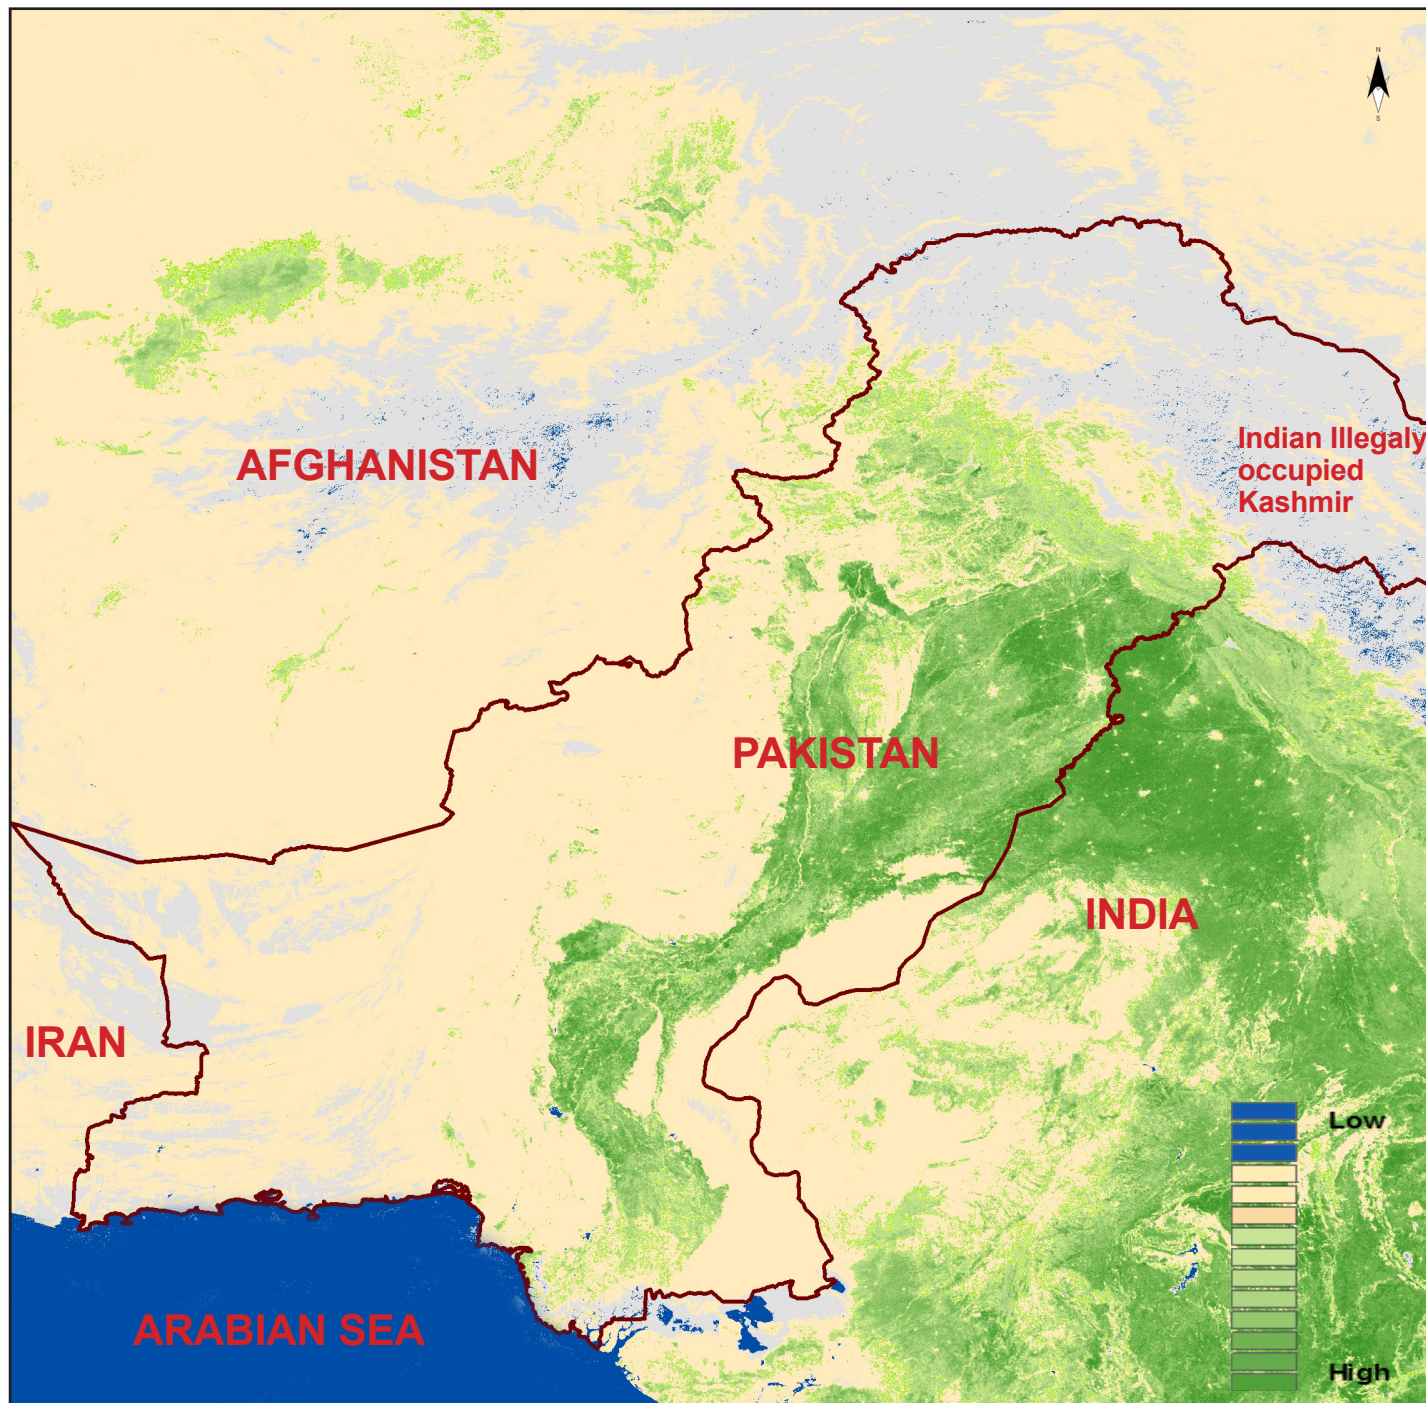 N
S
AFGHANISTAN
Indian Illegaly
occupied
Kashmir
PAKISTAN
INDIA
IRAN
Low
ARABIAN SEA
High